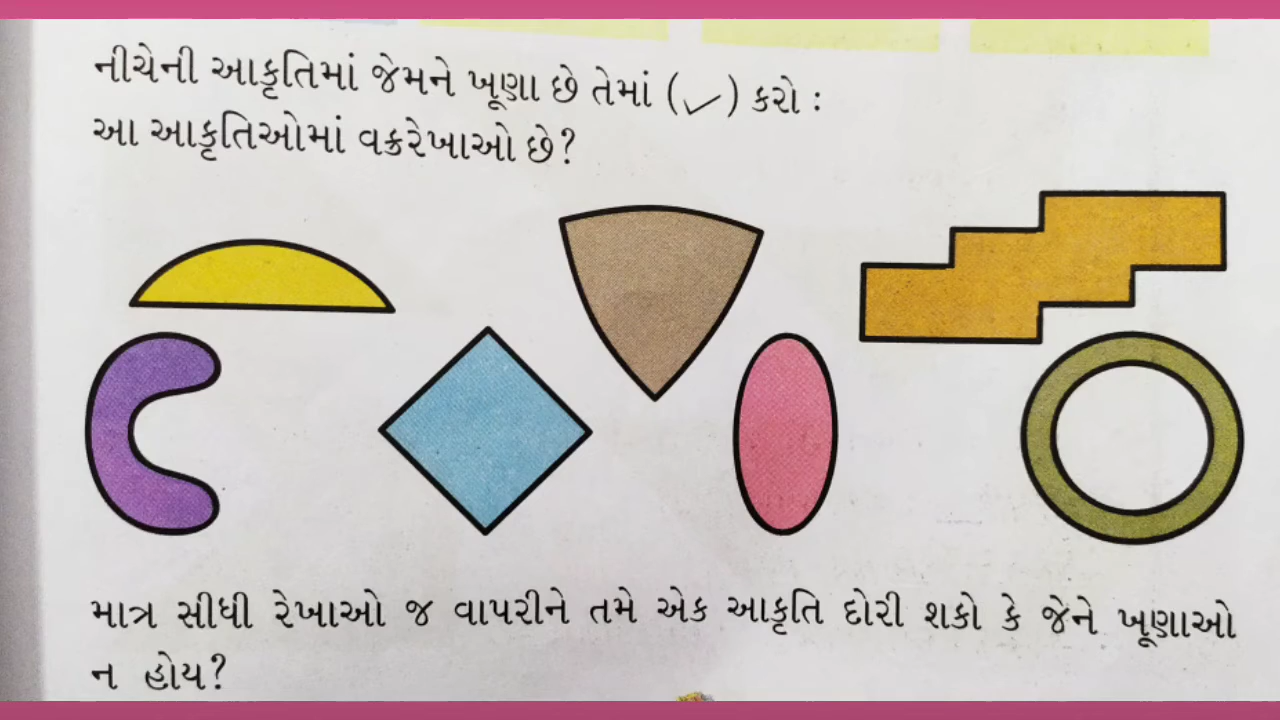 નીચેની આકૃતિમાં જેમને ખૂણા છે તેમાં (✓) કરો :
આ આકૃતિઓમાં વક્રરેખાઓ છે?
માત્ર સીધી રેખાઓ જ વાપરીને તમે એક આકૃતિ દોરી શકો કે જેને ખૂણાઓ
ન હોય?